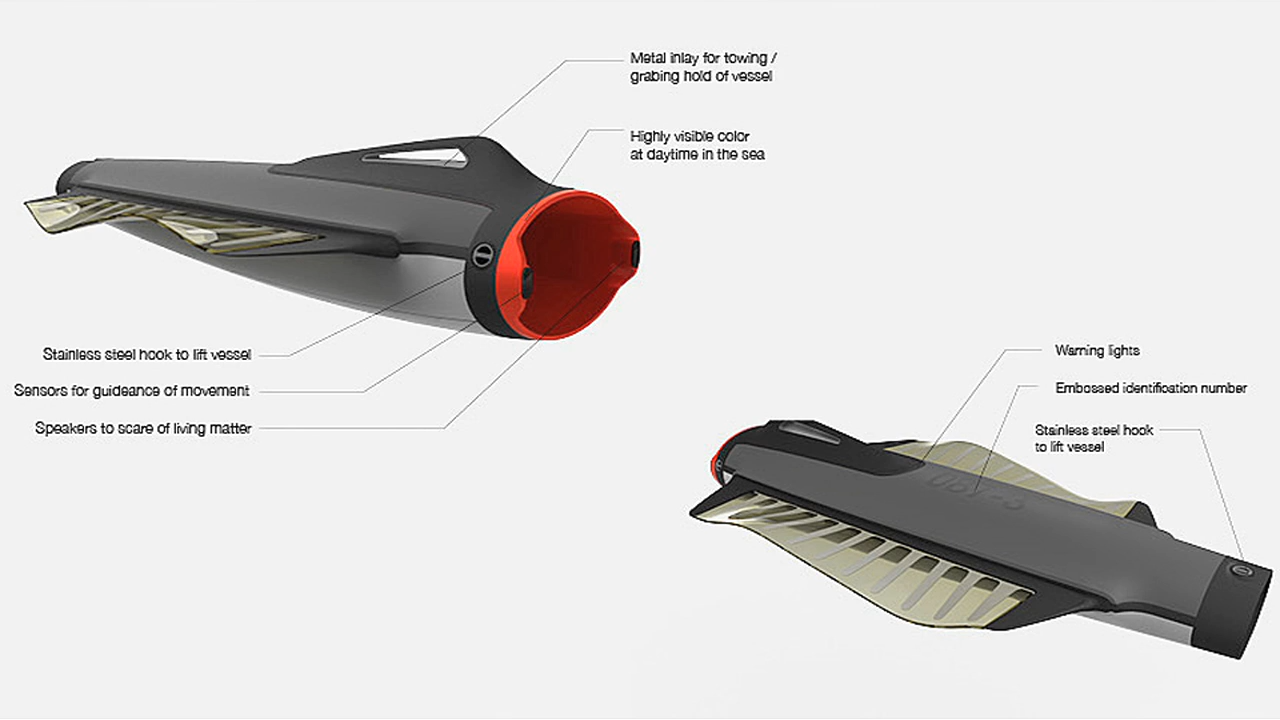 Metal inlay for towing /
grabing hold of vessel
Highly visible color
at daytime in the sea
Stainless steel hook to lift vessel
Sensors for guideance of movement
Speakers to scare of living matter
Warning lights
Embossed identification number
Stainless steel hook
to lift vessel